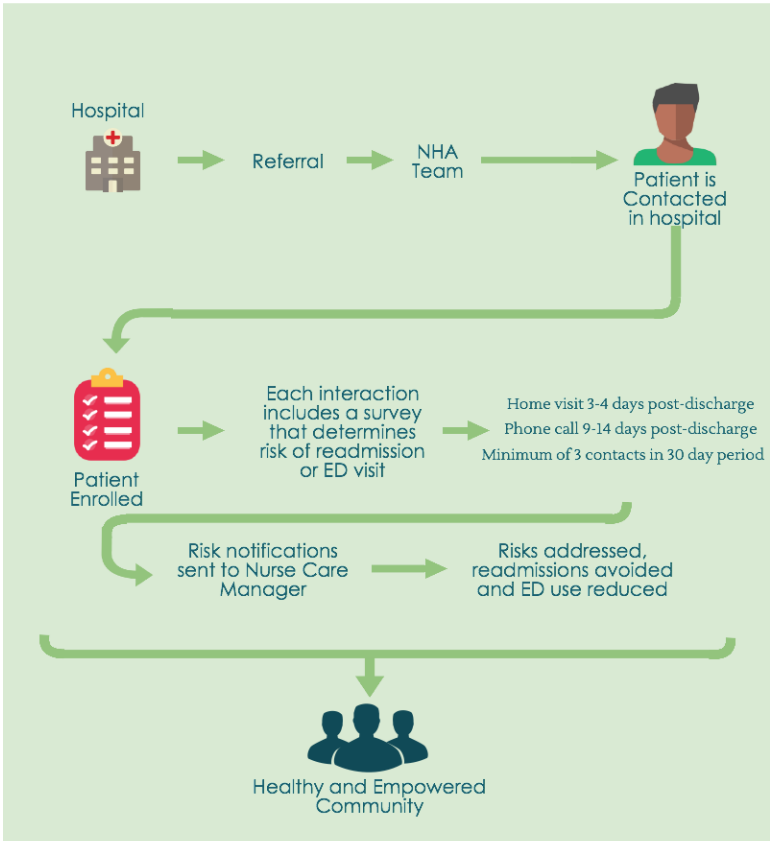 Hospital
Referral
NHA
Team
Patient is
Contacted
in hospital
Patient
Enrolled
Each interaction
includes a survey
that determines
risk of readmission
or ED visit
Home visit 3-4 days post-discharge
Phone call 9-14 days post-discharge
Minimum of 3 contacts in 30 day period
Risk notifications
sent to Nurse Care
Manager
Risks addressed,
readmissions avoided
and ED use reduced
Healthy and Empowered
Community